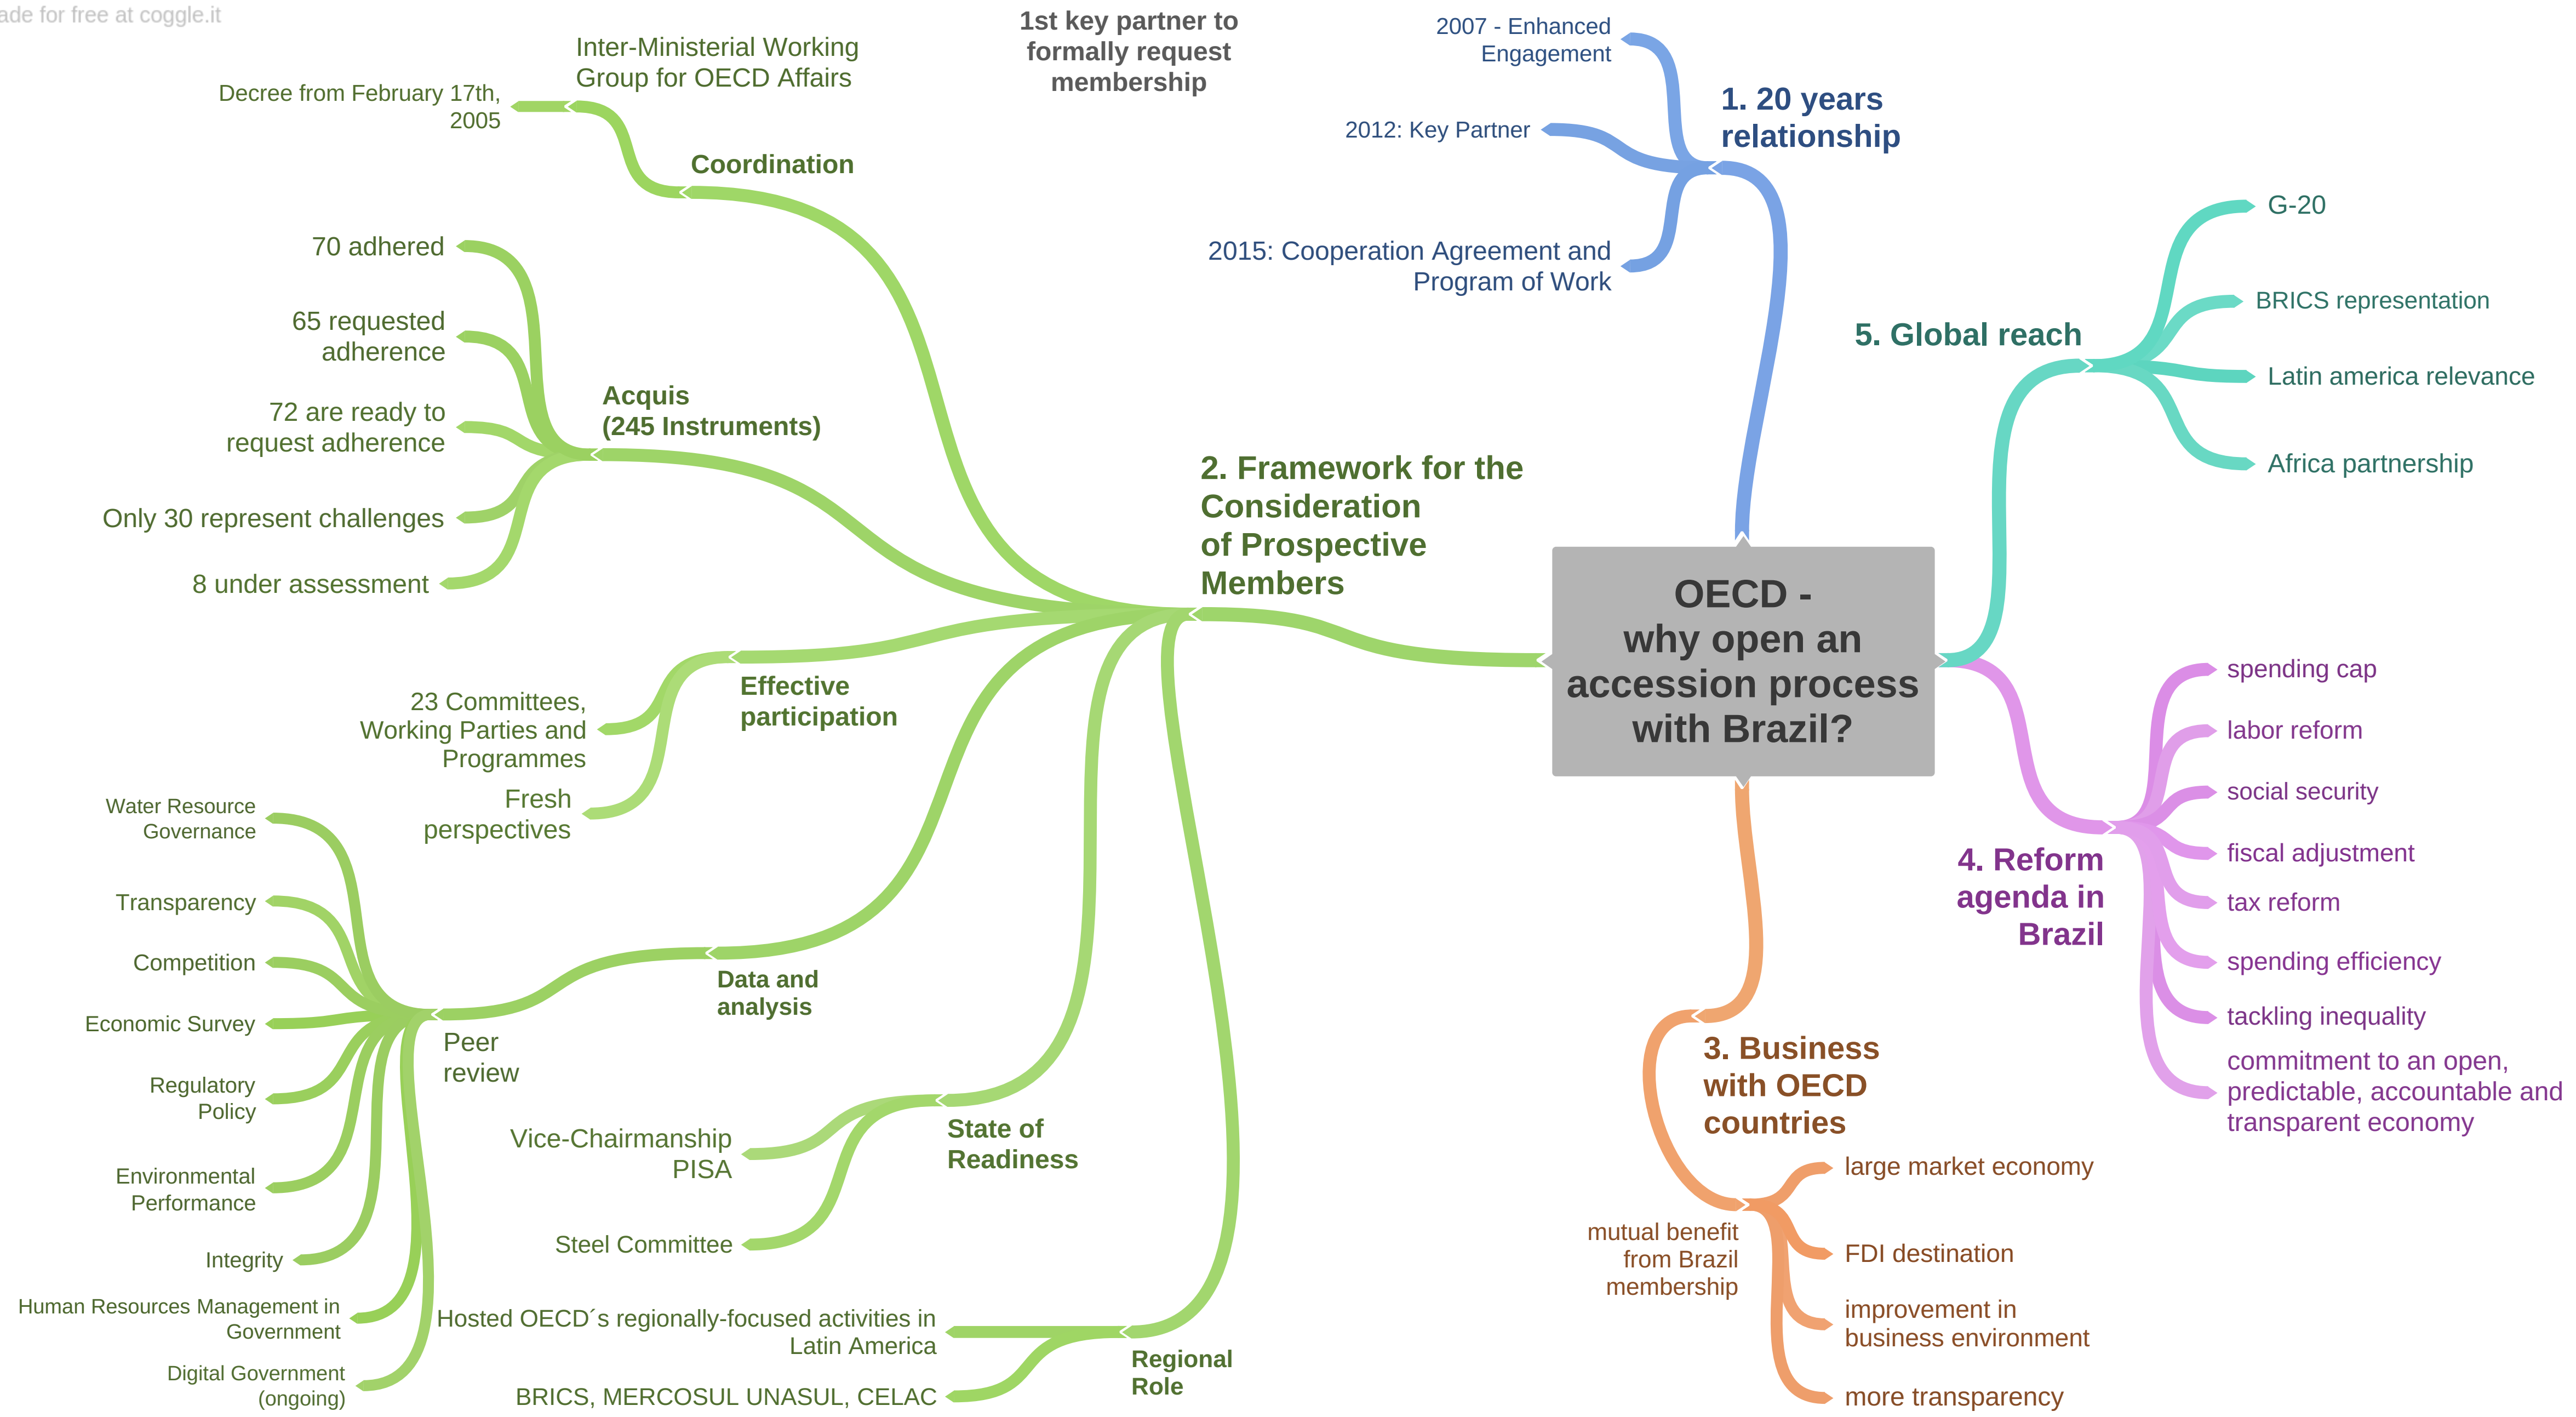 ade for free at coggle.it
1st key partner to
formally request
membership
OECD -
why open an
accession process
with Brazil?
1. 20 years
relationship
2007 - Enhanced
Engagement
2012: Key Partner
2015: Cooperation Agreement and
Program of Work
2. Framework for the
Consideration
of Prospective
Members
Coordination
Inter-Ministerial Working
Group for OECD Affairs
Decree from February 17th,
2005
Acquis
(245 Instruments)
70 adhered
65 requested
adherence
72 are ready to
request adherence
Only 30 represent challenges
8 under assessment
Effective
participation
23 Committees,
Working Parties and
Programmes
Fresh
perspectives
Data and
analysis
Peer
review
Water Resource
Governance
Transparency
Competition
Economic Survey
Regulatory
Policy
Environmental
Performance
Integrity
Human Resources Management in
Government
Digital Government
(ongoing)
State of
Readiness
Vice-Chairmanship
PISA
Steel Committee
Regional
Role
Hosted OECD´s regionally-focused activities in
Latin America
BRICS, MERCOSUL UNASUL, CELAC
3. Business
with OECD
countries
mutual benefit
from Brazil
membership
large market economy
FDI destination
improvement in
business environment
more transparency
4. Reform
agenda in
Brazil
spending cap
labor reform
social security
fiscal adjustment
tax reform
spending efficiency
tackling inequality
commitment to an open,
predictable, accountable and
transparent economy
5. Global reach
G-20
BRICS representation
Latin america relevance
Africa partnership